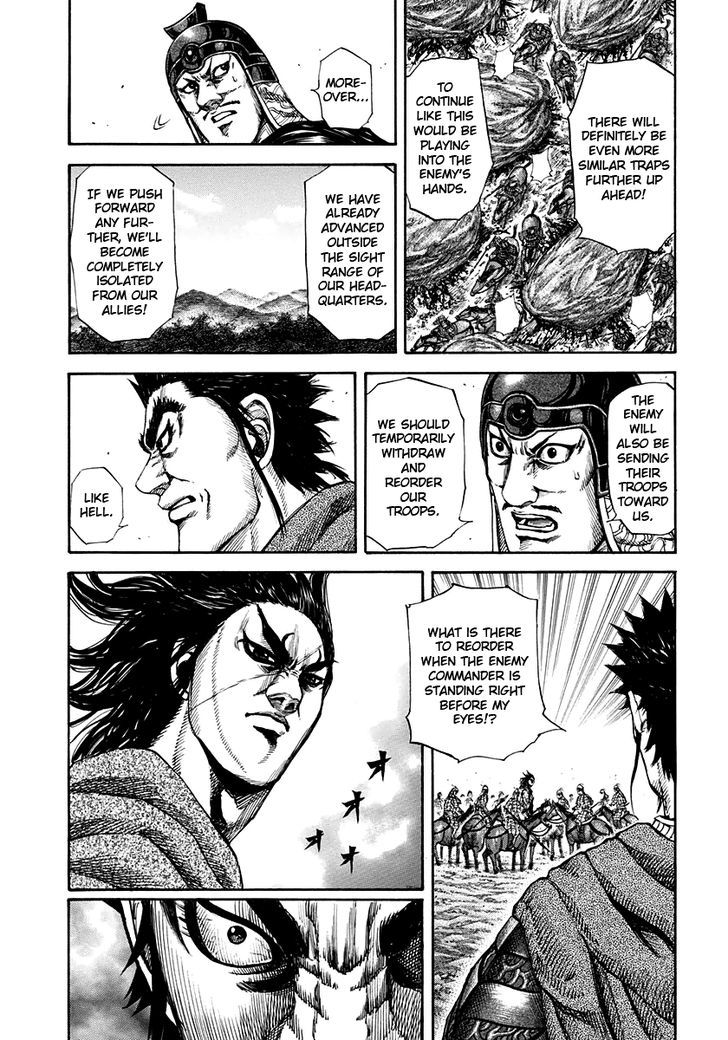 THERE WILL
DEFINITELY BE
EVEN MORE
SIMILAR TRAPS
FURTHER UP
AHEAD!
TO
CONTINUE
LIKE THIS
WOULD BE
PLAYING
INTO THE
ENEMY'S
HANDS.
MORE-
OVER...
WE HAVE
ALREADY
ADVANCED
OUTSIDE
THE SIGHT
RANGE OF
OUR HEAD-
QUARTERS.
IF WE PUSH
FORWARD
ANY FUR-
THER, WE'LL
BECOME
COMPLETELY
ISOLATED
FROM OUR
ALLIES!
THE
ENEMY
WILL
ALSO BE
SENDING
THEIR
TROOPS
TOWARD
US.
WE SHOULD
TEMPORARILY
WITHDRAW
AND
REORDER
OUR
TROOPS.
LIKE
HELL.
WHAT IS THERE
TO REORDER
WHEN THE ENEMY
COMMANDER IS
STANDING RIGHT
BEFORE MY
EYES!?
オオオ